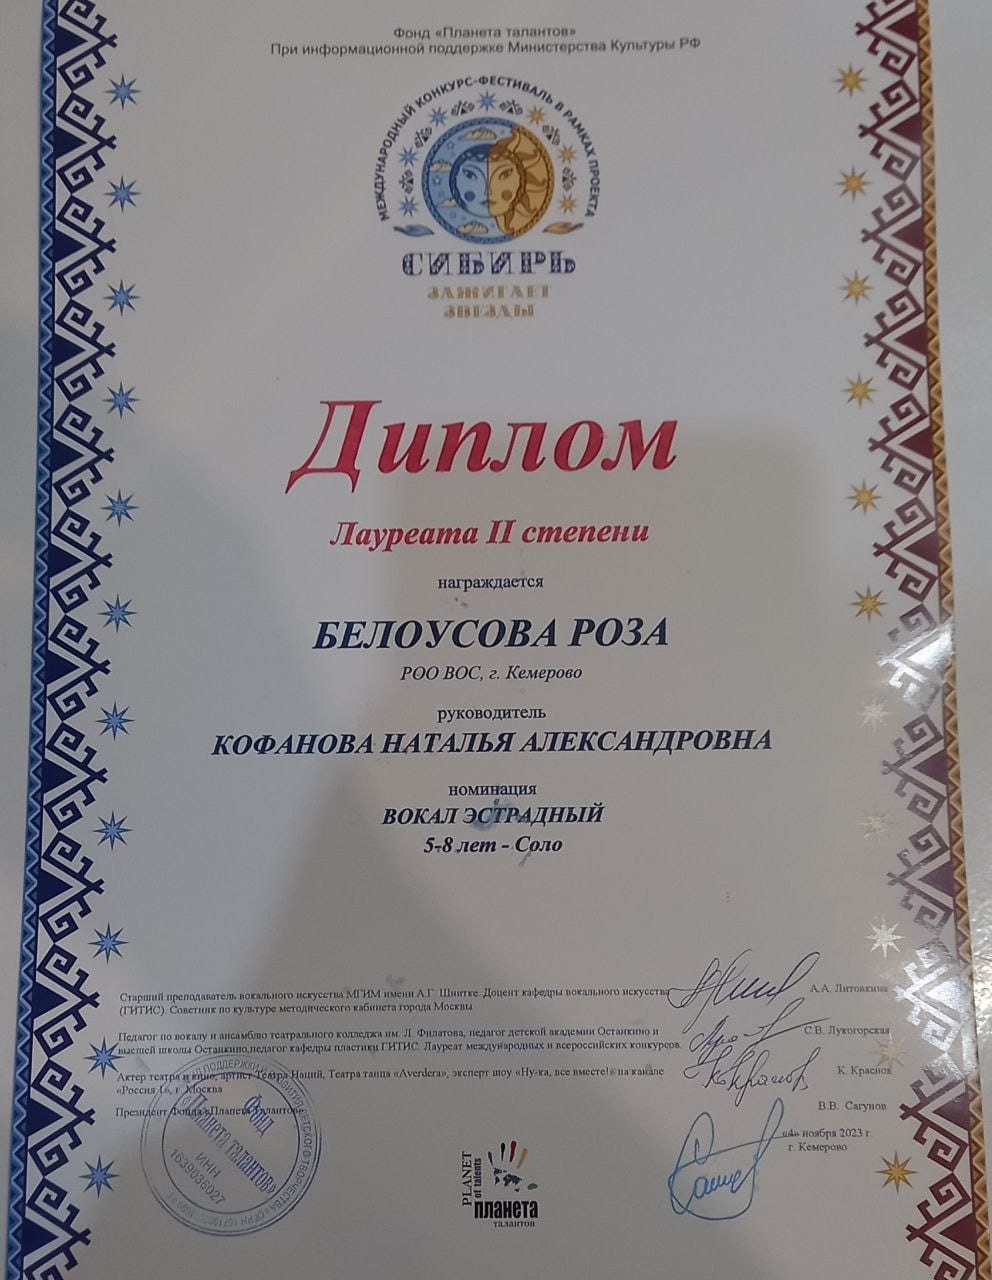 Фонд «Планета талантов»
При информационной поддержке Министерства Культуры РФ
МЕЖДУНАРОДНЫЙ КОНКУРС-ФЕСТИВАЛЬ В РАМКАХ ПРОЕКТА
СИБИРЬ
ЗАЖИГАЕТ
ЗВЕЗДЫ
Диплом
Лауреата II степени
награждается
БЕЛОУСОВА РОЗА
РОО ВОС, г. Кемерово
руководитель
КОФАНОВА НАТАЛЬЯ АЛЕКСАНДРОВНА
номинация
ВОКАЛ ЭСТРАДНЫЙ
5-8 лет - Соло
Старший преподаватель вокального искусства МГИМ имени А.Г. Шнитке. Доцент кафедры вокального искусства
(ГИТИС). Советник по культуре методического кабинета города Москвы
А.А. Литовкина
Педагог по вокалу и ансамблю театрального колледжа им. Л. Филатова, педагог детской академии Останкино и
высшей школы Останкино,педагог кафедры пластики ГИТИС. Лауреат международных и всероссийских конкурсов.
С.В. Лукогорская
Актер театра и кино, артист Театра Наций, Театра танца «Averdera», эксперт шоу «Ну-ка, все вместе!» на канале
«Россия 1», г. Москва
К. Краснов
Президент Фонда «Планета Талантов»
В.В. Сагунов
«4» ноября 2023 г.
г. Кемерово
Фонд
«Планета талантов»
ИНН
1639036027
PLANET
of talents
планета
талантов